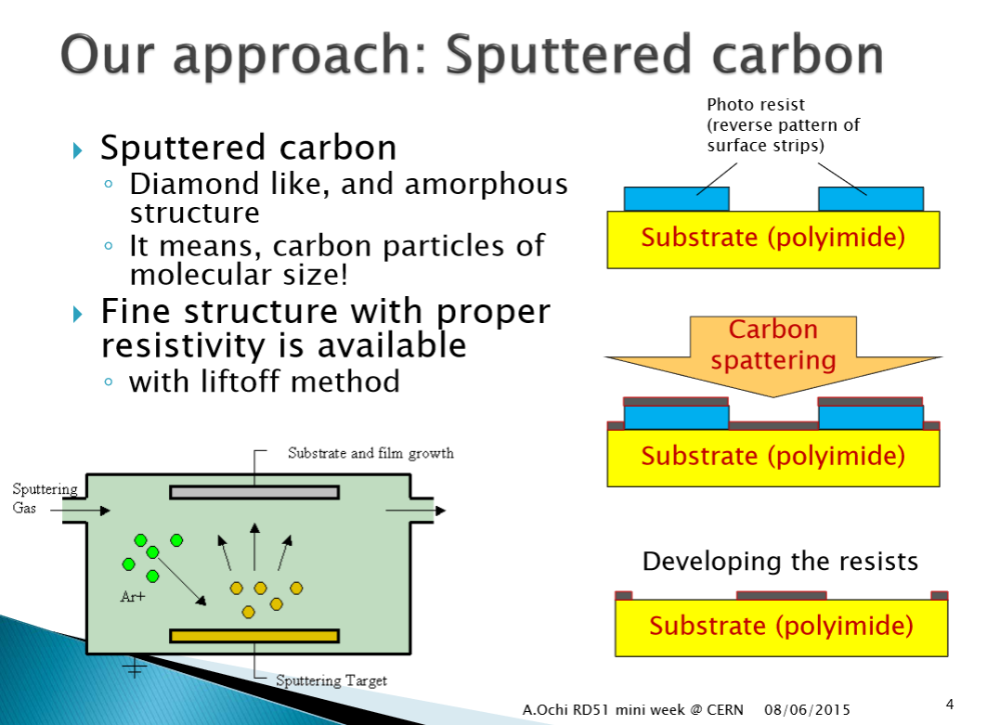 Our approach: Sputtered carbon
Sputtered carbon
Diamond like, and amorphous
structure
It means, carbon particles of
molecular size!
Fine structure with proper
resistivity is available
with liftoff method
Photo resist
(reverse pattern of
surface strips)
Substrate (polyimide)
Carbon
spattering
Substrate (polyimide)
Developing the resists
Substrate (polyimide)
Substrate and film growth
Sputtering
Gas
Ar+
Sputtering Target
A.Ochi RD51 mini week @ CERN 08/06/2015
4